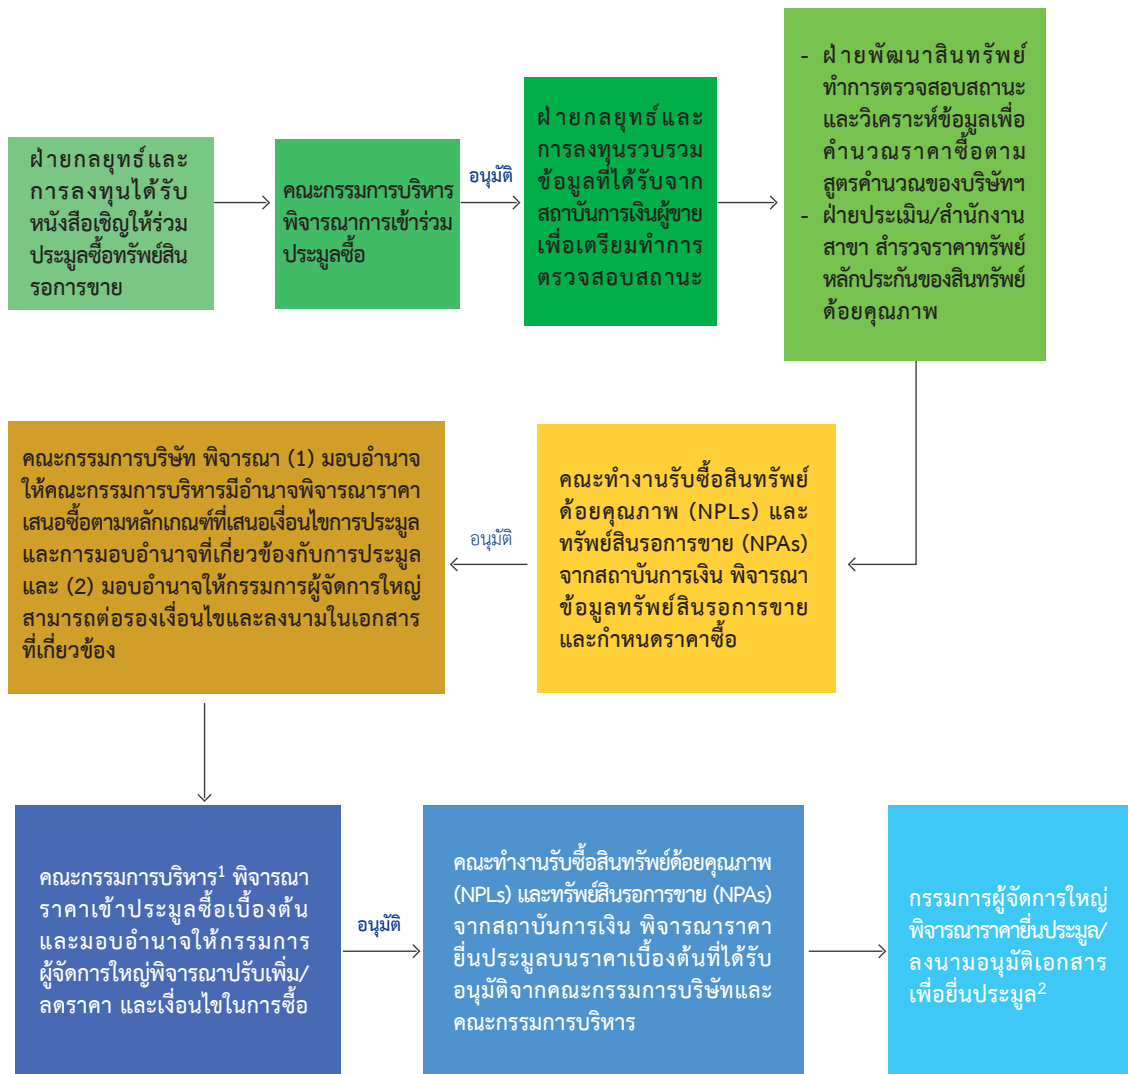 ฝ่ายกลยุทธ์และ
การลงทุนได้รับ
หนังสือเชิญให้ร่วม
ประมูลซื้อทรัพย์สิน
รอการขาย
คณะกรรมการบริหาร
พิจารณาการเข้าร่วม
ประมูลซื้อ
อนุมัติ
ฝ่ายกลยุทธ์และ
การลงทุนรวบรวม
ข้อมูลที่ได้รับจาก
สถาบันการเงินผู้ขาย
เพื่อเตรียมทำการ
ตรวจสอบสถานะ
- ฝ่ายพัฒนาสินทรัพย์
ทำการตรวจสอบสถานะ
และวิเคราะห์ข้อมูลเพื่อ
คำนวณราคาซื้อตาม
สูตรคำนวณของบริษัทฯ
- ฝ่ายประเมิน/สำนักงาน
สาขา สำรวจราคาทรัพย์
หลักประกันของสินทรัพย์
ด้อยคุณภาพ
คณะทำงานรับซื้อสินทรัพย์
ด้อยคุณภาพ (NPLs) และ
ทรัพย์สินรอการขาย (NPAs)
จากสถาบันการเงิน พิจารณา
ข้อมูลทรัพย์สินรอการขาย
และกำหนดราคาซื้อ
อนุมัติ
คณะกรรมการบริษัท พิจารณา (1) มอบอำนาจ
ให้คณะกรรมการบริหารมีอำนาจพิจารณาราคา
เสนอซื้อตามหลักเกณฑ์ที่เสนอเงื่อนไขการประมูล
และการมอบอำนาจที่เกี่ยวข้องกับการประมูล
และ (2) มอบอำนาจให้กรรมการผู้จัดการใหญ่
สามารถต่อรองเงื่อนไขและลงนามในเอกสาร
ที่เกี่ยวข้อง
คณะกรรมการบริหาร¹ พิจารณา
ราคาเข้าประมูลซื้อเบื้องต้น
และมอบอำนาจให้กรรมการ
ผู้จัดการใหญ่พิจารณาปรับเพิ่ม/
ลดราคา และเงื่อนไขในการซื้อ
อนุมัติ
คณะทำงานรับซื้อสินทรัพย์ด้อยคุณภาพ
(NPLs) และทรัพย์สินรอการขาย (NPAs)
จากสถาบันการเงิน พิจารณาราคา
ยื่นประมูลบนราคาเบื้องต้นที่ได้รับ
อนุมัติจากคณะกรรมการบริษัทและ
คณะกรรมการบริหาร
กรรมการผู้จัดการใหญ่
พิจารณาราคายื่นประมูล/
ลงนามอนุมัติเอกสาร
เพื่อยื่นประมูล²